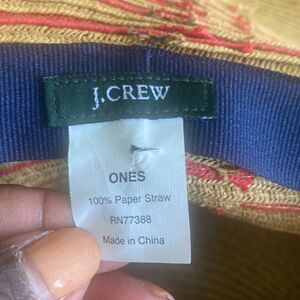 J.CREW
ONES
100% Paper Straw
RN77388
Made in China